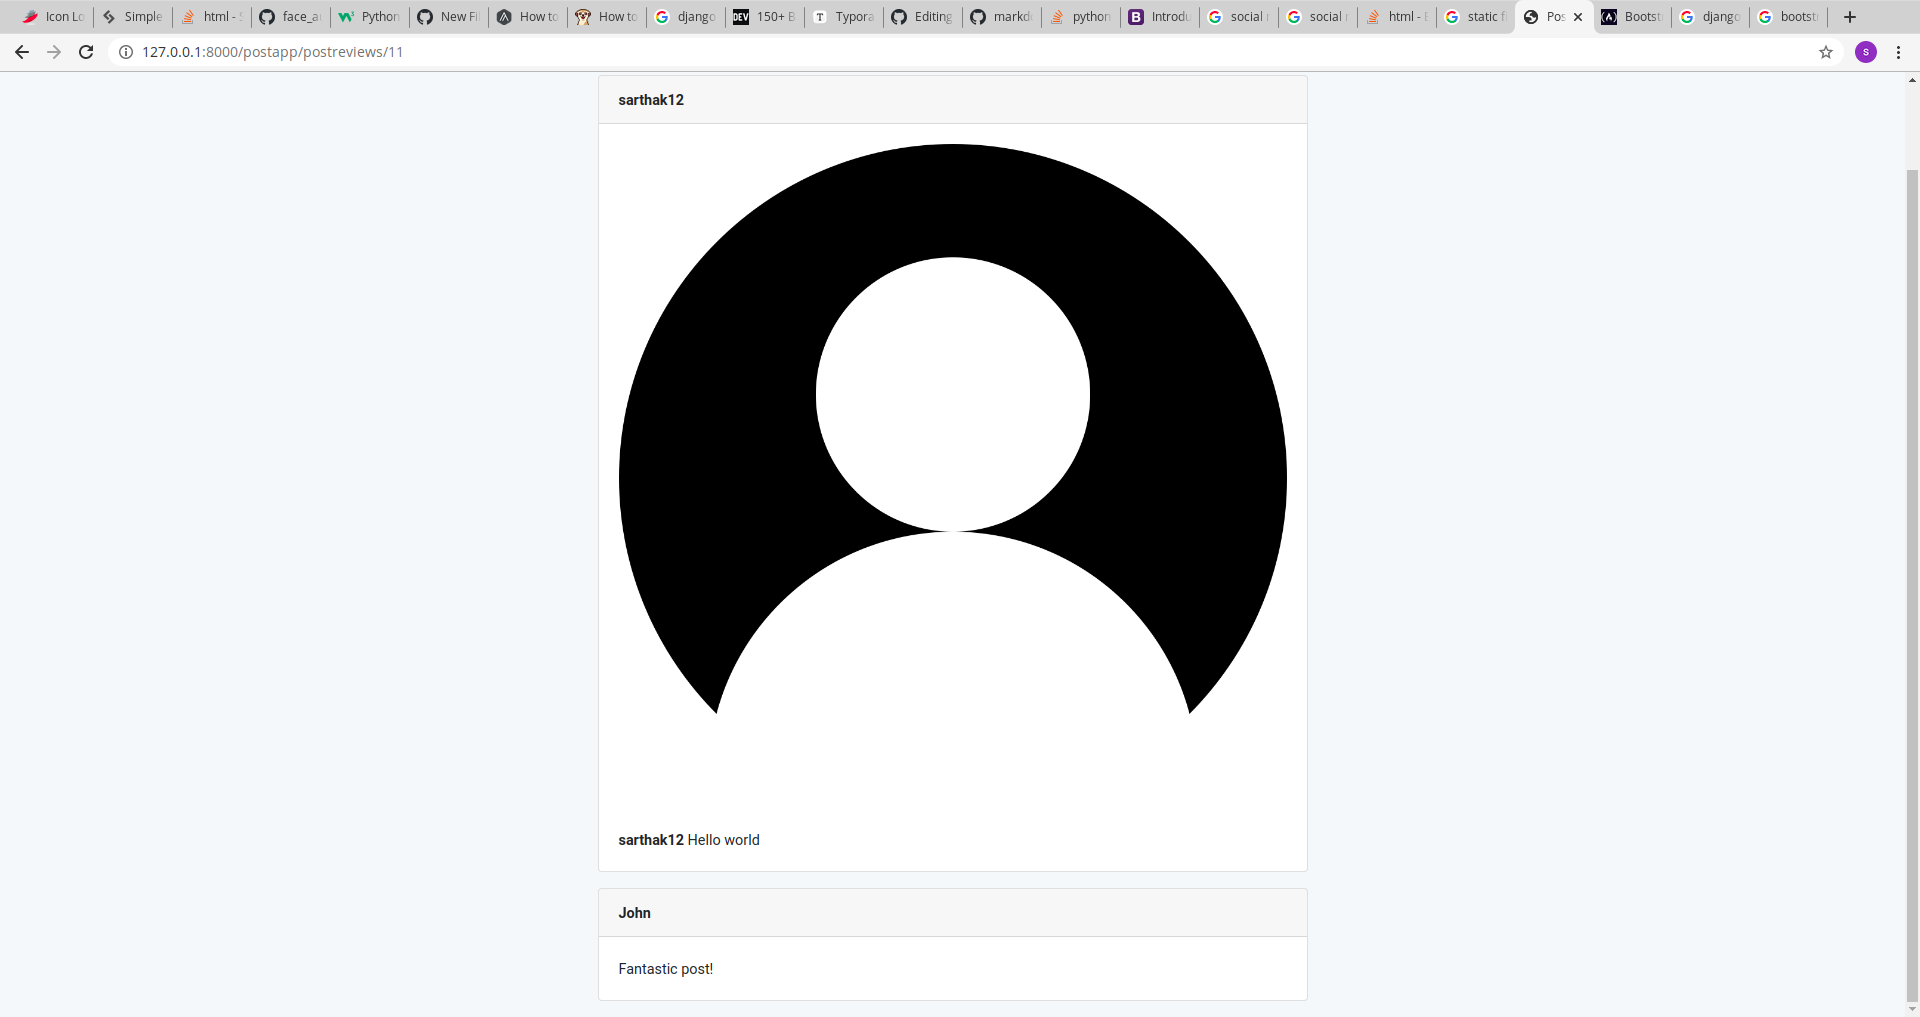 Icon Lo Simple html - S face_a Python New Fi How to How to django 150+ B Typora Editing markd python Introdu social social html - static f Pos Bootst django bootst
127.0.0.1:8000/postapp/postreviews/11
S
sarthak12
sarthak12 Hello world
John
Fantastic post!